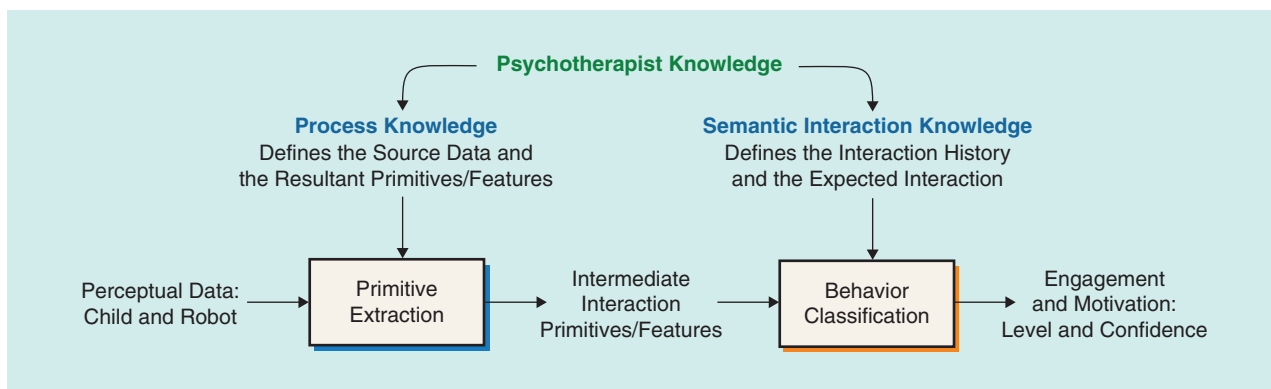 Psychotherapist Knowledge
Process Knowledge
Defines the Source Data and
the Resultant Primitives/Features
Semantic Interaction Knowledge
Defines the Interaction History
and the Expected Interaction
Perceptual Data:
Child and Robot
Primitive
Extraction
Intermediate
Interaction
Primitives/Features
Behavior
Classification
Engagement
and Motivation:
Level and Confidence